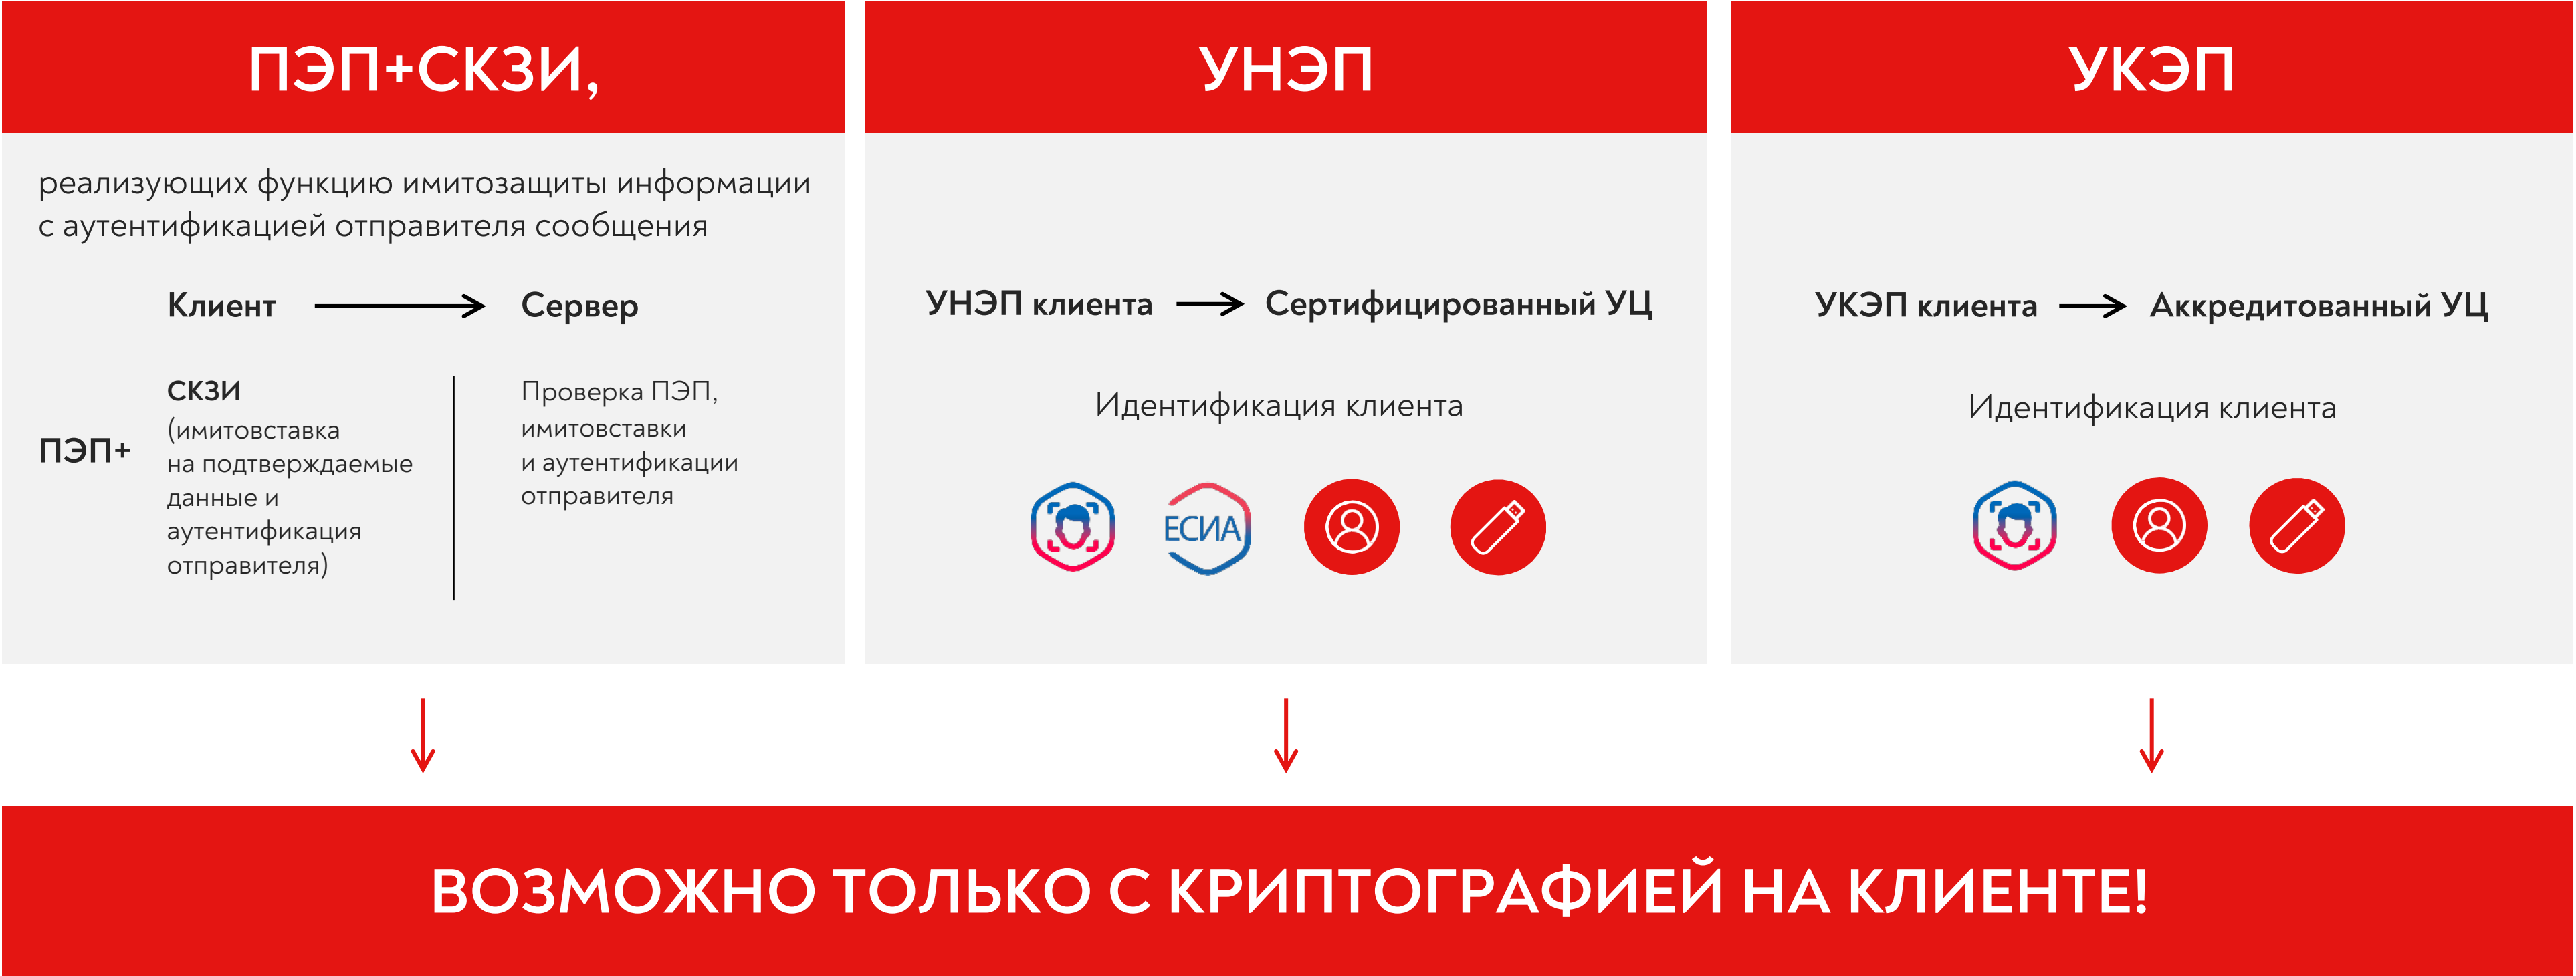 ПЭП+СКЗИ,
реализующих функцию имитозащиты информации
с аутентификацией отправителя сообщения
Клиент
Сервер
ПЭП+
СКЗИ
(имитовставка
на подтверждаемые
данные и
аутентификация
отправителя)
Проверка ПЭП,
имитовставки
и аутентификации
отправителя
УНЭП
УНЭП клиента
Сертифицированный УЦ
Идентификация клиента
ЕСИА
УКЭП
УКЭП клиента
Аккредитованный УЦ
Идентификация клиента
ВОЗМОЖНО ТОЛЬКО С КРИПТОГРАФИЕЙ НА КЛИЕНТЕ!